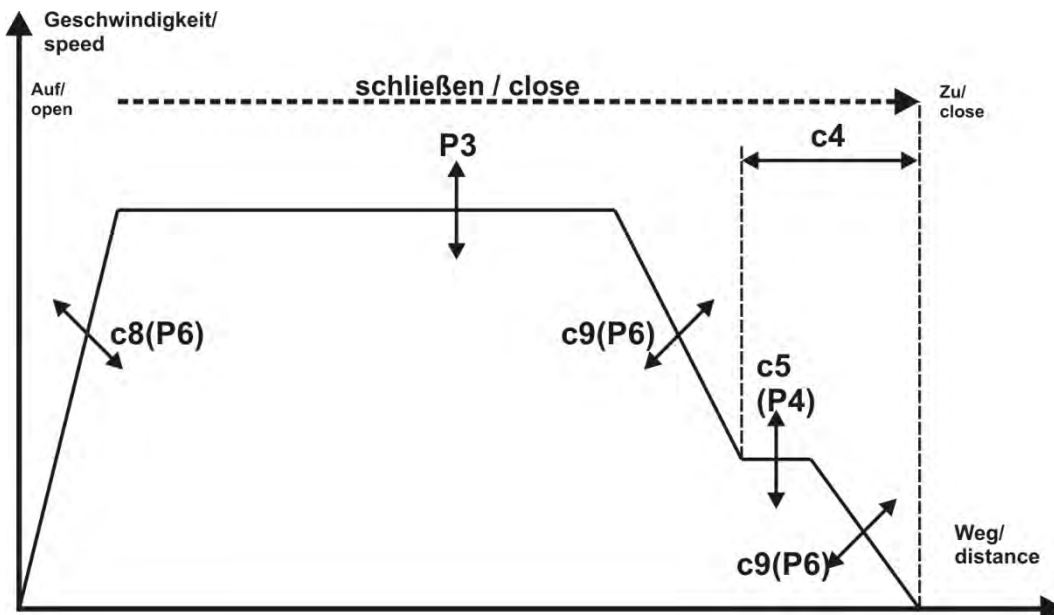 Geschwindigkeit/
speed
Auf/
open
schließen / close
Zu/
close
P3
c4
c8(P6)
c9(P6)
c5
(P4)
c9(P6)
Weg/
distance